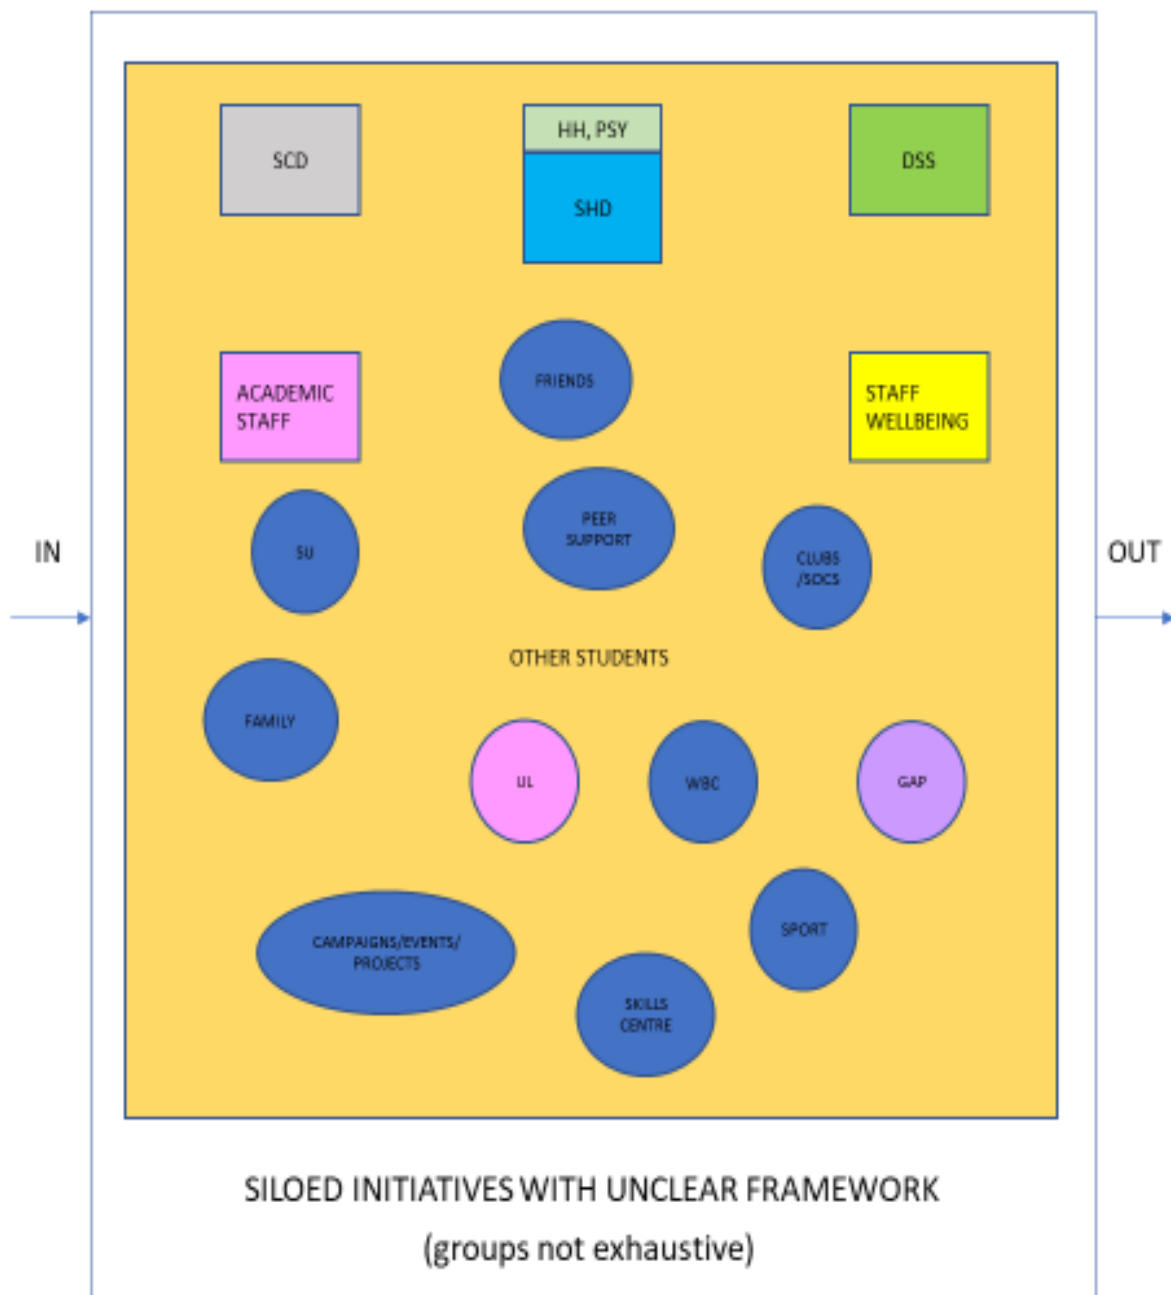 SCD
HH, PSY
SHD
DSS
FRIENDS
ACADEMIC
STAFF
STAFF
WELLBEING
PEER
SUPPORT
SU
CLUBS
/SOCS
IN
OUT
OTHER STUDENTS
FAMILY
UL
WBC
GAP
CAMPAIGNS/EVENTS/
PROJECTS
SPORT
SKILLS
CENTRE
SILOED INITIATIVES WITH UNCLEAR FRAMEWORK
(groups not exhaustive)